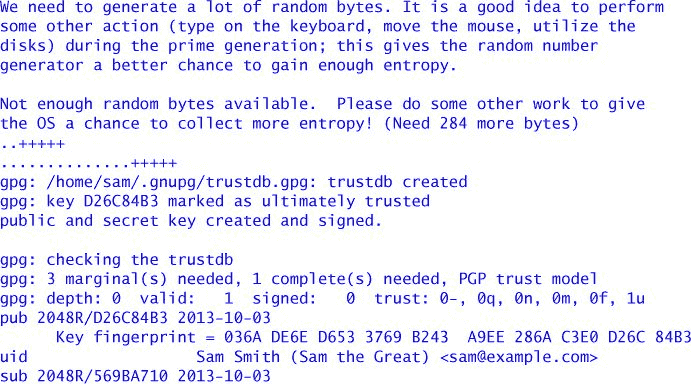 We need to generate a lot of random bytes. It is a good idea to perform
some other action (type on the keyboard, move the mouse, utilize the
disks) during the prime generation; this gives the random number
generator a better chance to gain enough entropy.

Not enough random bytes available.  Please do some other work to give
the OS a chance to collect more entropy! (Need 284 more bytes)
..+++++
..............+++++
gpg: /home/sam/.gnupg/trustdb.gpg: trustdb created
gpg: key D26C84B3 marked as ultimately trusted
public and secret key created and signed.

gpg: checking the trustdb
gpg: 3 marginal(s) needed, 1 complete(s) needed, PGP trust model
gpg: depth: 0  valid:   1  signed:   0  trust: 0-, 0q, 0n, 0m, 0f, 1u
pub 2048R/D26C84B3 2013-10-03
      Key fingerprint = 036A DE6E D653 3769 B243  A9EE 286A C3E0 D26C 84B3
uid                  Sam Smith (Sam the Great) <sam@example.com>
sub 2048R/569BA710 2013-10-03